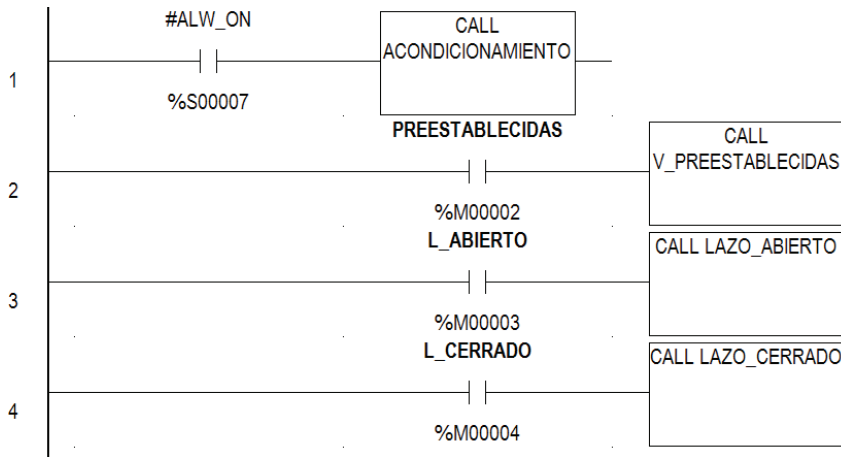 #ALW_ON
CALL
ACONDICIONAMIENTO
1
%S00007
PREESTABLECIDAS
CALL
V_PREESTABLECIDAS
2
%M00002
L_ABIERTO
CALL LAZO_ABIERTO
3
%M00003
L_CERRADO
CALL LAZO_CERRADO
4
%M00004